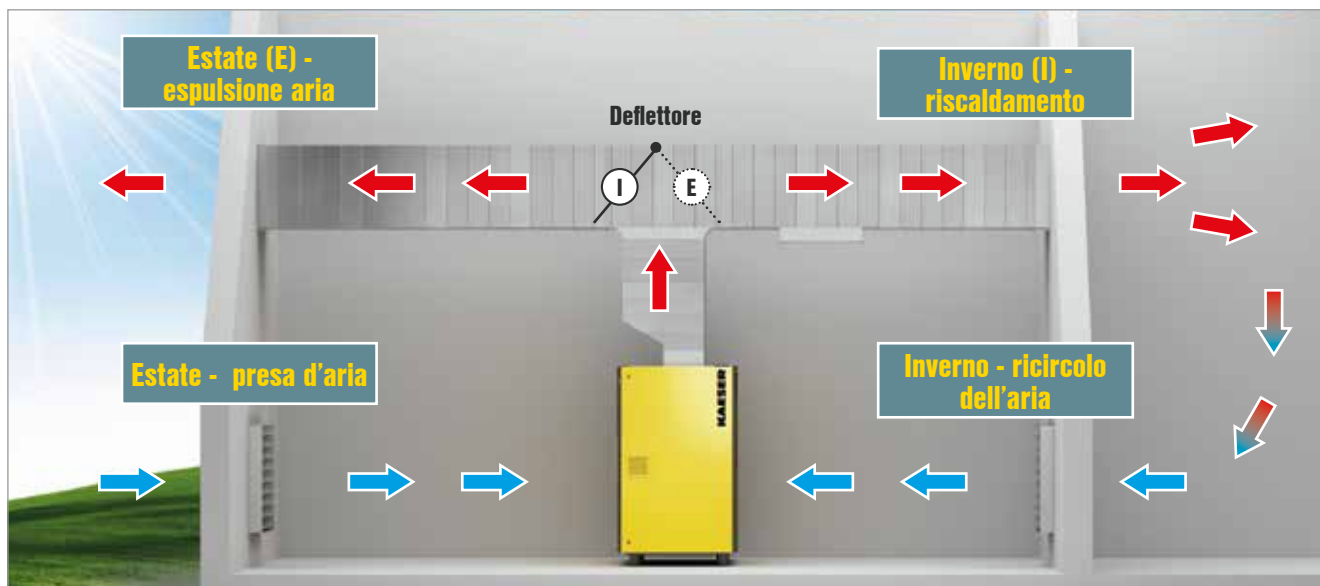 Estate (E) -
espulsione aria
Inverno (I) -
riscaldamento
Deflettore
I
E
Estate - presa d'aria
Inverno - ricircolo
dell'aria
KAESER